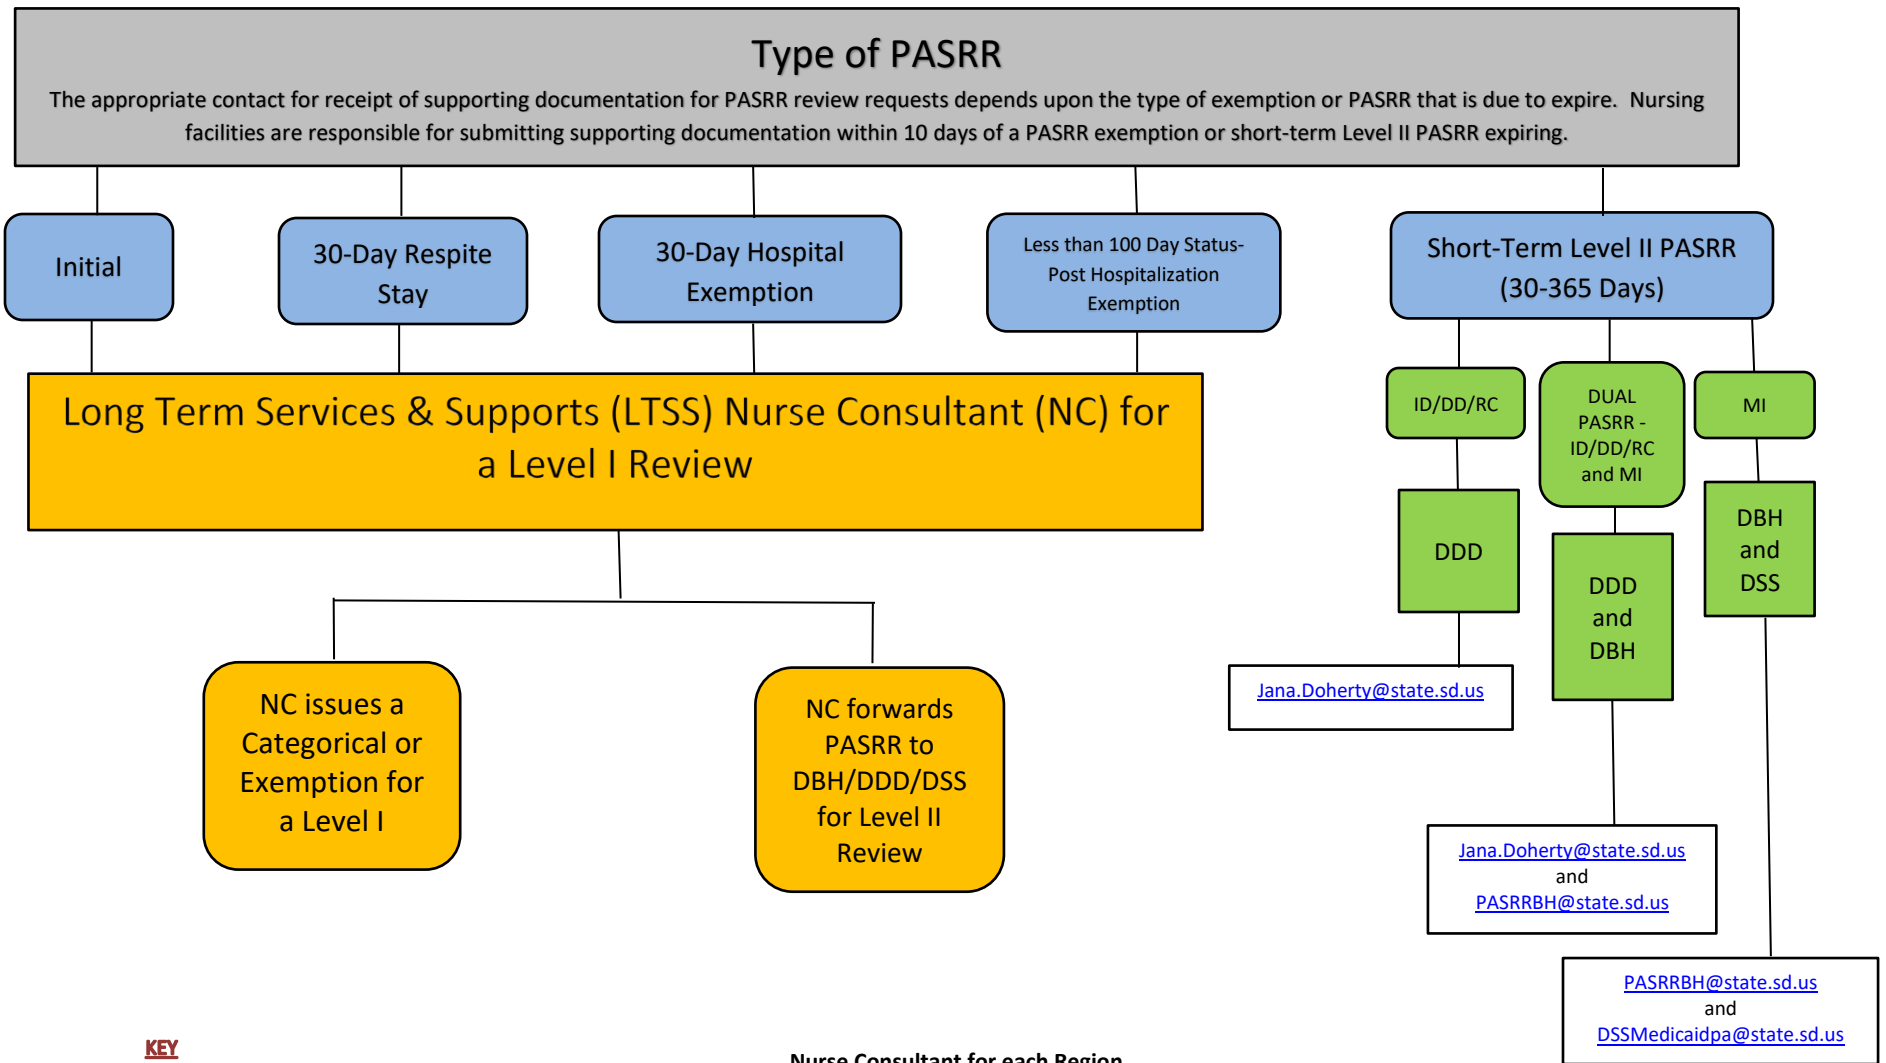 Type of PASRR
The appropriate contact for receipt of supporting documentation for PASRR review requests depends upon the type of exemption or PASRR that is due to expire.  Nursing
facilities are responsible for submitting supporting documentation within 10 days of a PASRR exemption or short-term Level II PASRR expiring.
Initial
30-Day Respite
Stay
30-Day Hospital
Exemption
Less than 100 Day Status-
Post Hospitalization
Exemption
Short-Term Level II PASRR
(30-365 Days)
Long Term Services & Supports (LTSS) Nurse Consultant (NC) for
a Level I Review
ID/DD/RC
DUAL
PASRR -
ID/DD/RC
and MI
MI
DDD
DDD
and
DBH
DBH
and
DSS
NC issues a
Categorical or
Exemption for
a Level I
NC forwards
PASRR to
DBH/DDD/DSS
for Level II
Review
Jana.Doherty@state.sd.us
Jana.Doherty@state.sd.us
and
PASRRBH@state.sd.us
PASRRBH@state.sd.us
and
DSSMedicaidpa@state.sd.us
KEY
Nurse Consultant for each Region